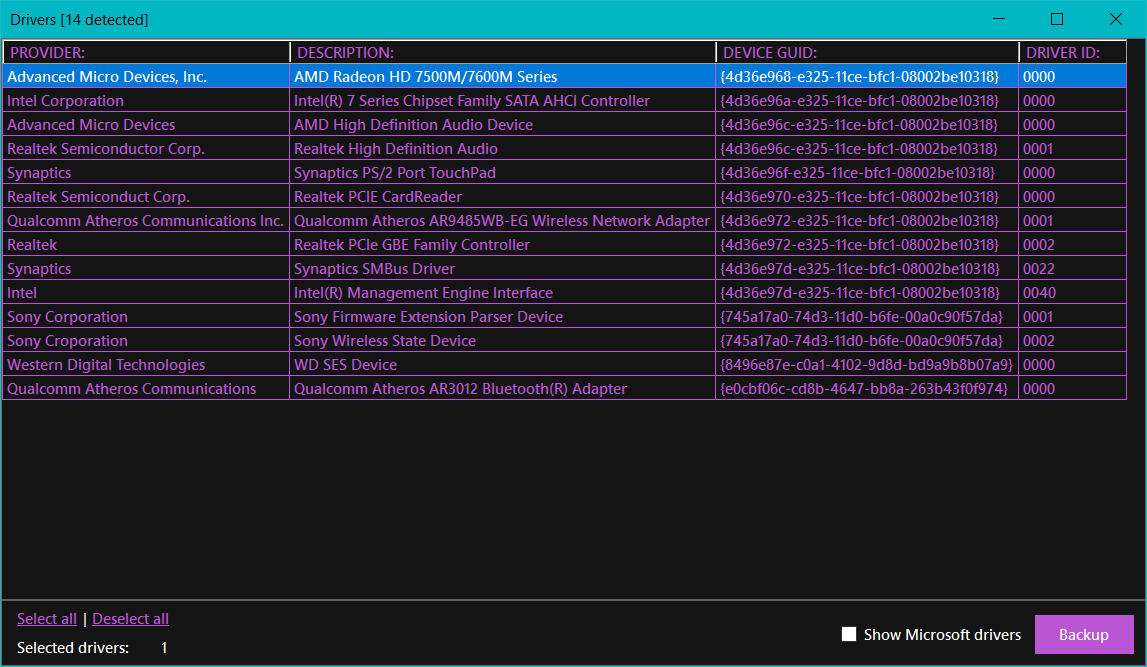 Drivers [14 detected]
PROVIDER: DESCRIPTION: DEVICE GUID: DRIVER ID:
Advanced Micro Devices, Inc. AMD Radeon HD 7500M/7600M Series {4d36e968-e325-11ce-bfc1-08002be10318} 0000
Intel Corporation Intel(R) 7 Series Chipset Family SATA AHCI Controller {4d36e96a-e325-11ce-bfc1-08002be10318} 0000
Advanced Micro Devices AMD High Definition Audio Device {4d36e96c-e325-11ce-bfc1-08002be10318} 0000
Realtek Semiconductor Corp. Realtek High Definition Audio {4d36e96c-e325-11ce-bfc1-08002be10318} 0001
Synaptics Synaptics PS/2 Port TouchPad {4d36e96f-e325-11ce-bfc1-08002be10318} 0000
Realtek Semiconduct Corp. Realtek PCIE CardReader {4d36e970-e325-11ce-bfc1-08002be10318} 0000
Qualcomm Atheros Communications Inc. Qualcomm Atheros AR9485WB-EG Wireless Network Adapter {4d36e972-e325-11ce-bfc1-08002be10318} 0001
Realtek Realtek PCIe GBE Family Controller {4d36e972-e325-11ce-bfc1-08002be10318} 0002
Synaptics Synaptics SMBus Driver {4d36e97d-e325-11ce-bfc1-08002be10318} 0022
Intel Intel(R) Management Engine Interface {4d36e97d-e325-11ce-bfc1-08002be10318} 0040
Sony Corporation Sony Firmware Extension Parser Device {745a17a0-74d3-11d0-b6fe-00a0c90f57da} 0001
Sony Croporation Sony Wireless State Device {745a17a0-74d3-11d0-b6fe-00a0c90f57da} 0002
Western Digital Technologies WD SES Device {8496e87e-c0a1-4102-9d8d-bd9a9b8b07a9} 0000
Qualcomm Atheros Communications Qualcomm Atheros AR3012 Bluetooth(R) Adapter {e0cbf06c-cd8b-4647-bb8a-263b43f0f974} 0000
Select all | Deselect all
Show Microsoft drivers Backup
Selected drivers: 1